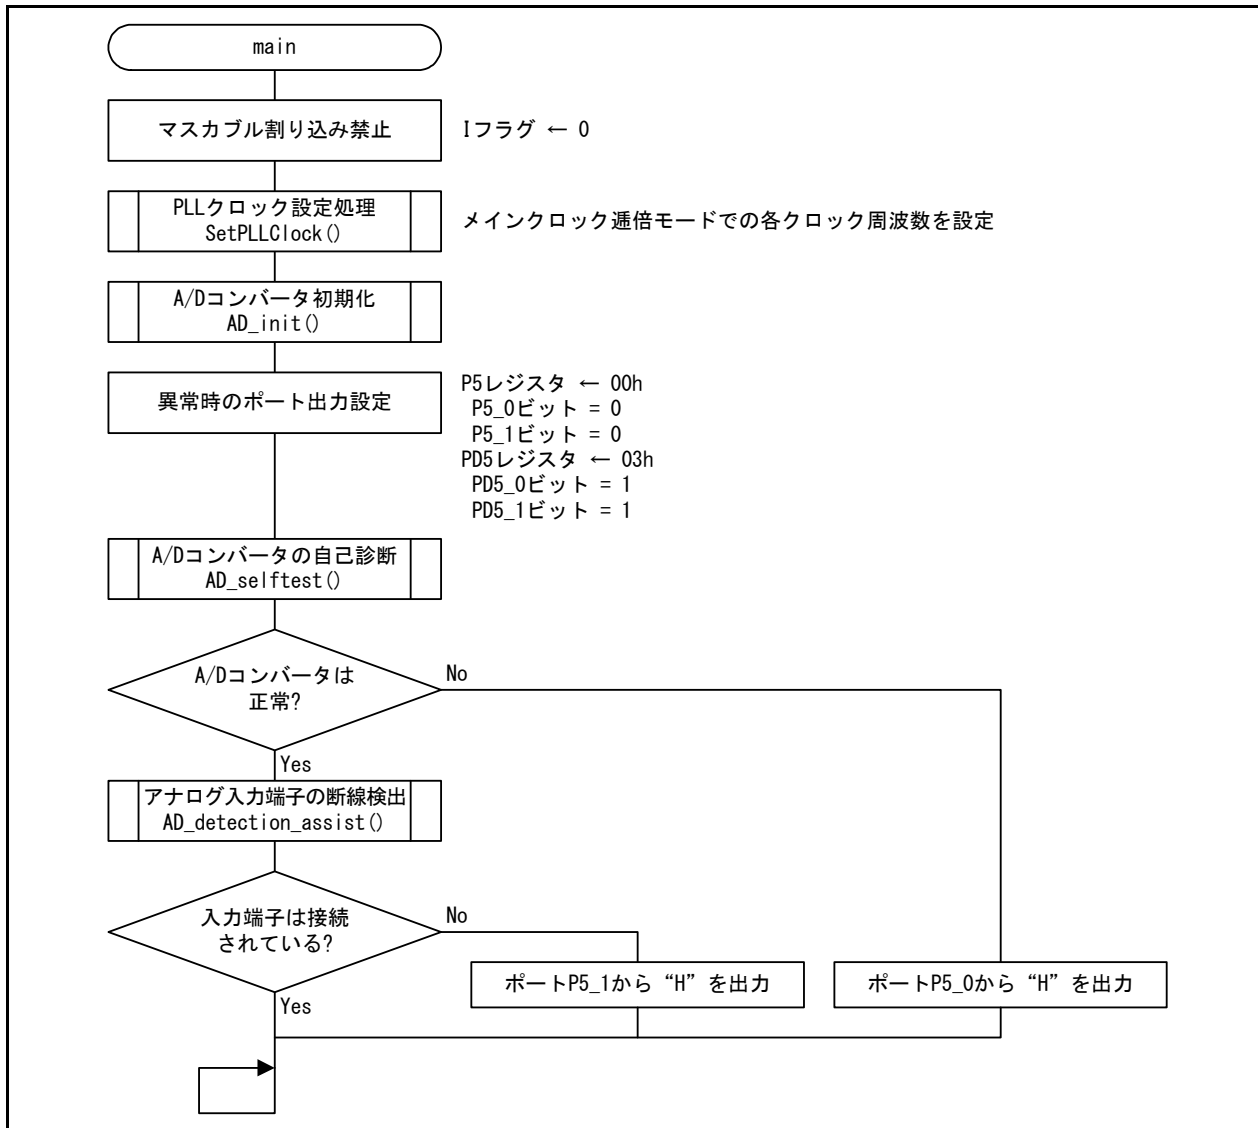 main
マスカブル割り込み禁止
Iフラグ ← 0
PLLクロック設定処理
SetPLLClock()
メインクロック逓倍モードでの各クロック周波数を設定
A/Dコンバータ初期化
AD_init()
異常時のポート出力設定
P5レジスタ ← 00h
P5_0ビット = 0
P5_1ビット = 0
PD5レジスタ ← 03h
PD5_0ビット = 1
PD5_1ビット = 1
A/Dコンバータの自己診断
AD_selftest()
A/Dコンバータは
正常?
No
Yes
アナログ入力端子の断線検出
AD_detection_assist()
入力端子は接続
されている?
No
ポートP5_1から“H”を出力
ポートP5_0から“H”を出力
Yes